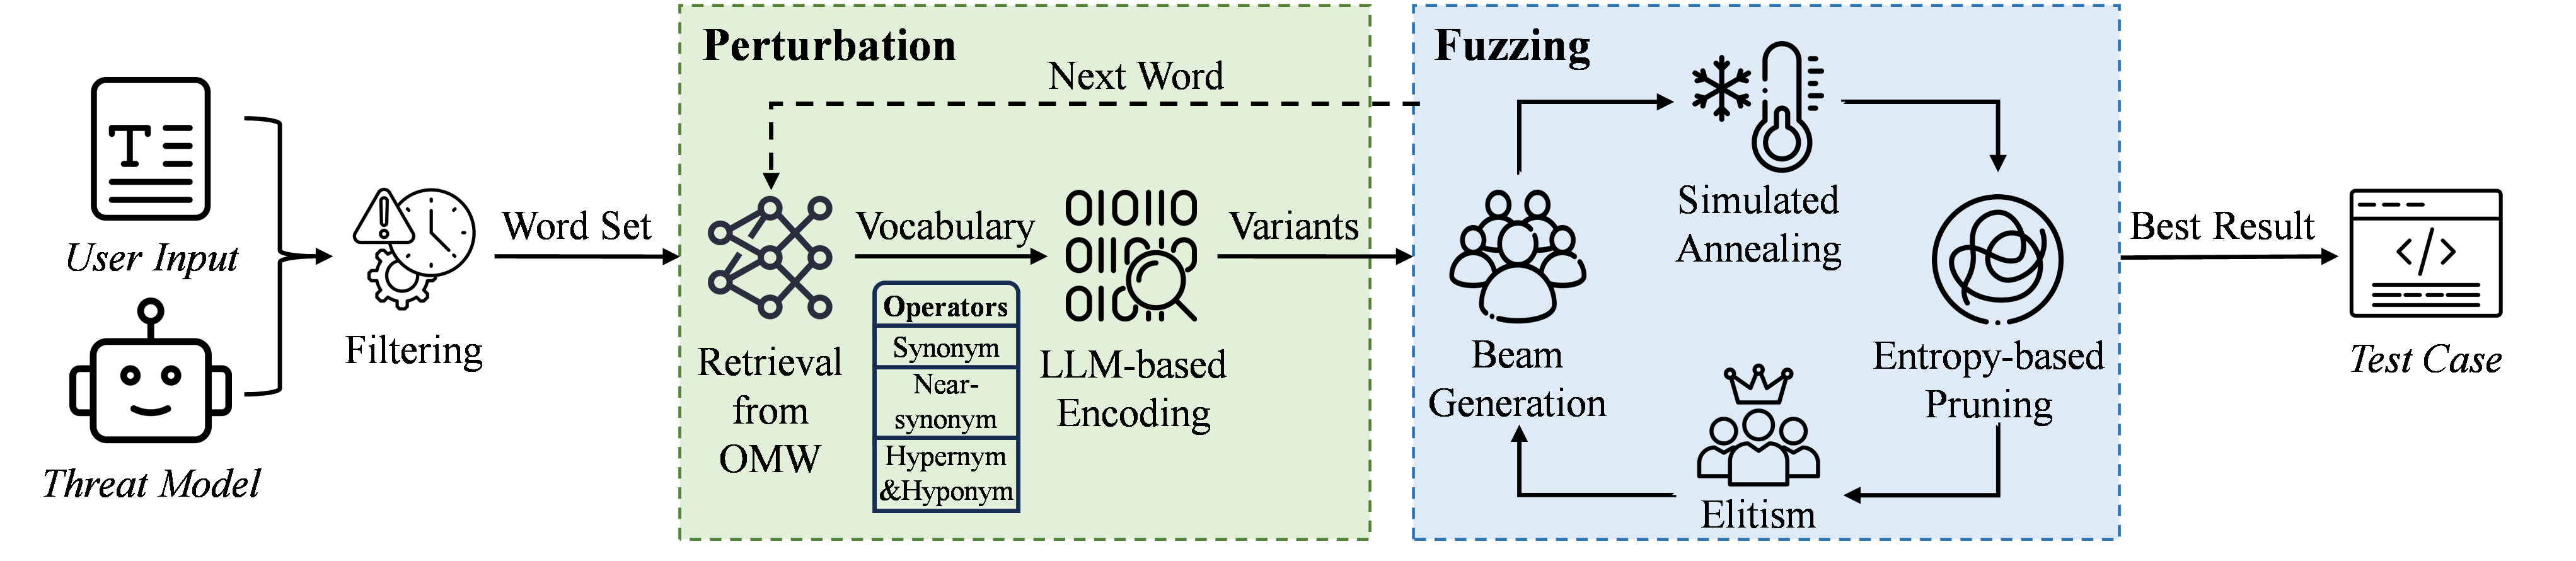 User Input
Threat Model
Filtering
Word Set
Perturbation
Next Word
Retrieval
from
OMW
Vocabulary
Operators
Synonym
Near-
synonym
Hypernym
&Hyponym
LLM-based
Encoding
Variants
Fuzzing
Beam
Generation
Simulated
Annealing
Entropy-based
Pruning
Elitism
Best Result
Test Case